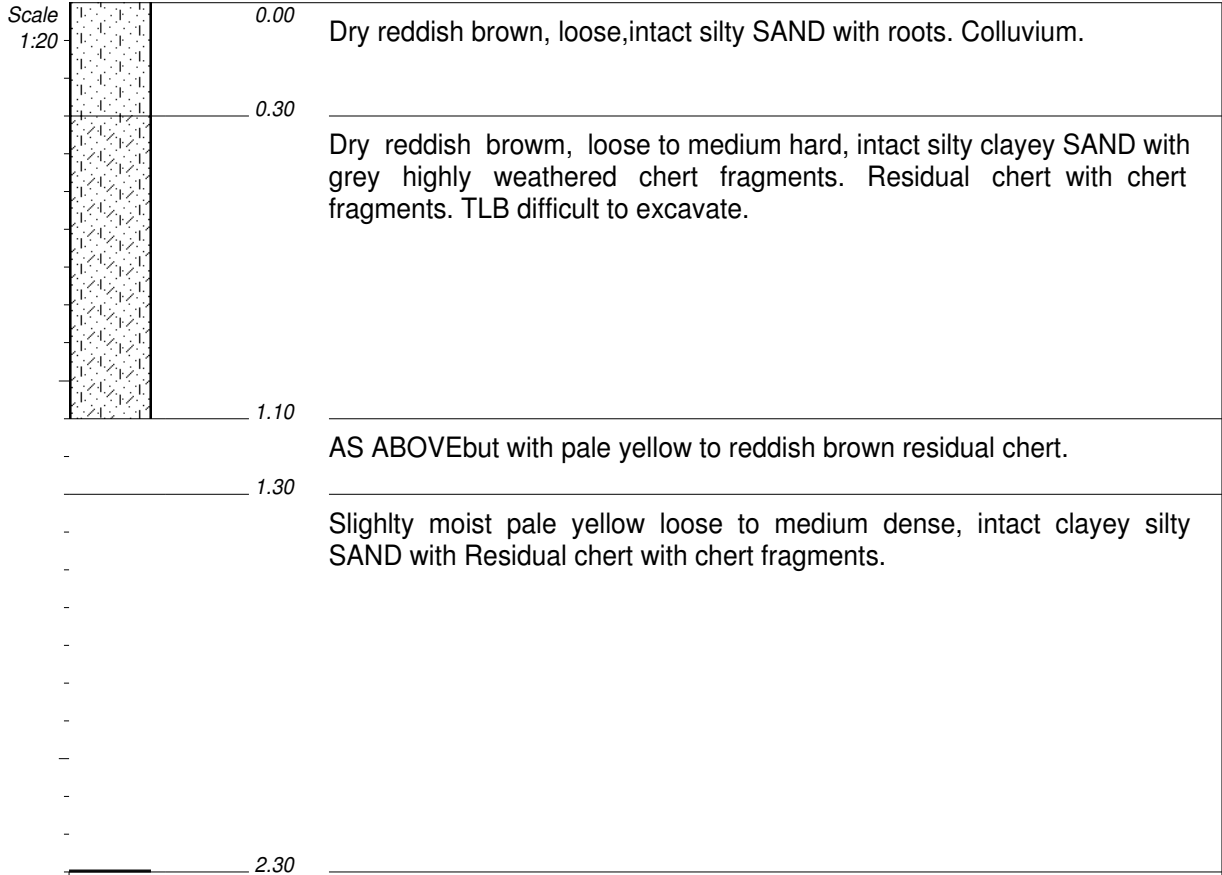 Scale
1:20
0.00
Dry reddish brown, loose,intact silty SAND with roots. Colluvium.
0.30
Dry reddish browm, loose to medium hard, intact silty clayey SAND with
grey highly weathered chert fragments. Residual chert with chert
fragments. TLB difficult to excavate.
1.10
AS ABOVEbut with pale yellow to reddish brown residual chert.
1.30
Slighlty moist pale yellow loose to medium dense, intact clayey silty
SAND with Residual chert with chert fragments.
2.30